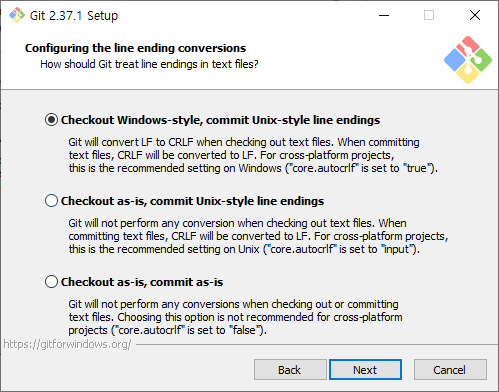 Git 2.37.1 Setup
Configuring the line ending conversions
How should Git treat line endings in text files?
Checkout Windows-style, commit Unix-style line endings
Git will convert LF to CRLF when checking out text files. When committing
text files, CRLF will be converted to LF. For cross-platform projects,
this is the recommended setting on Windows ("core.autocrlf" is set to "true").
Checkout as-is, commit Unix-style line endings
Git will not perform any conversion when checking out text files. When
committing text files, CRLF will be converted to LF. For cross-platform projects,
this is the recommended setting on Unix ("core.autocrlf" is set to "input").
Checkout as-is, commit as-is
Git will not perform any conversions when checking out or committing
text files. Choosing this option is not recommended for cross-platform
projects ("core.autocrlf" is set to "false").
https://gitforwindows.org/
Back Next Cancel